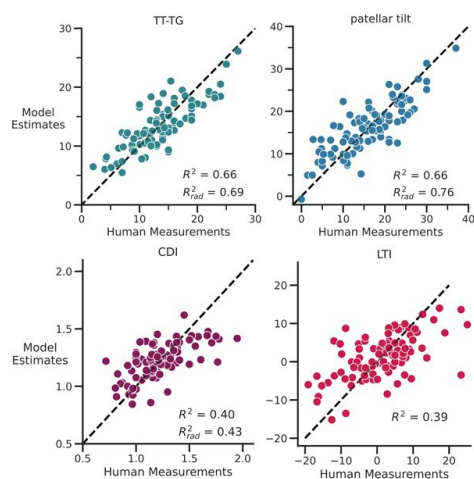 TT-TG
30
20
Model
Estimates
10
0
0
10
20
30
R² = 0.66
R²rad = 0.69
Human Measurements
patellar tilt
40
30
20
10
0
0
10
20
30
40
R² = 0.66
R²rad = 0.76
Human Measurements
CDI
2.0
1.5
Model
Estimates
1.0
0.5
0.5
1.0
1.5
2.0
R² = 0.40
R²rad = 0.43
Human Measurements
LTI
20
10
0
−10
−20
−20
−10
0
10
20
R² = 0.39
Human Measurements